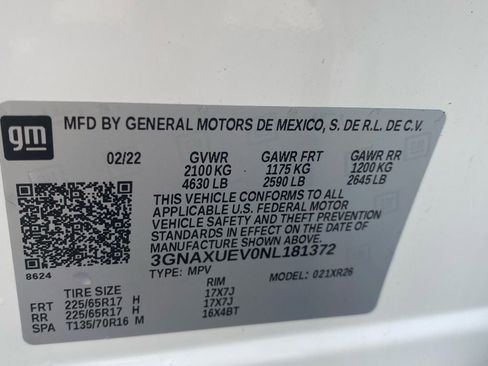 gm MFD BY GENERAL MOTORS DE MEXICO, S. DE R.L. DE C.V.
02/22 GVWR GAWR FRT GAWR RR
2100 KG 1175 KG 1200 KG
4630 LB 2590 LB 2645 LB
THIS VEHICLE CONFORMS TO ALL
APPLICABLE U.S. FEDERAL MOTOR
VEHICLE SAFETY AND THEFT PREVENTION
STANDARDS IN EFFECT ON THE DATE OF
MANUFACTURE SHOWN ABOVE.
8624 3GNAXUEV0NL181372
TYPE: MPV MODEL: 021XR26
TIRE SIZE RIM
FRT 225/65R17 H 17X7J
RR 225/65R17 H 17X7J
SPA T135/70R16 M 16X4BT